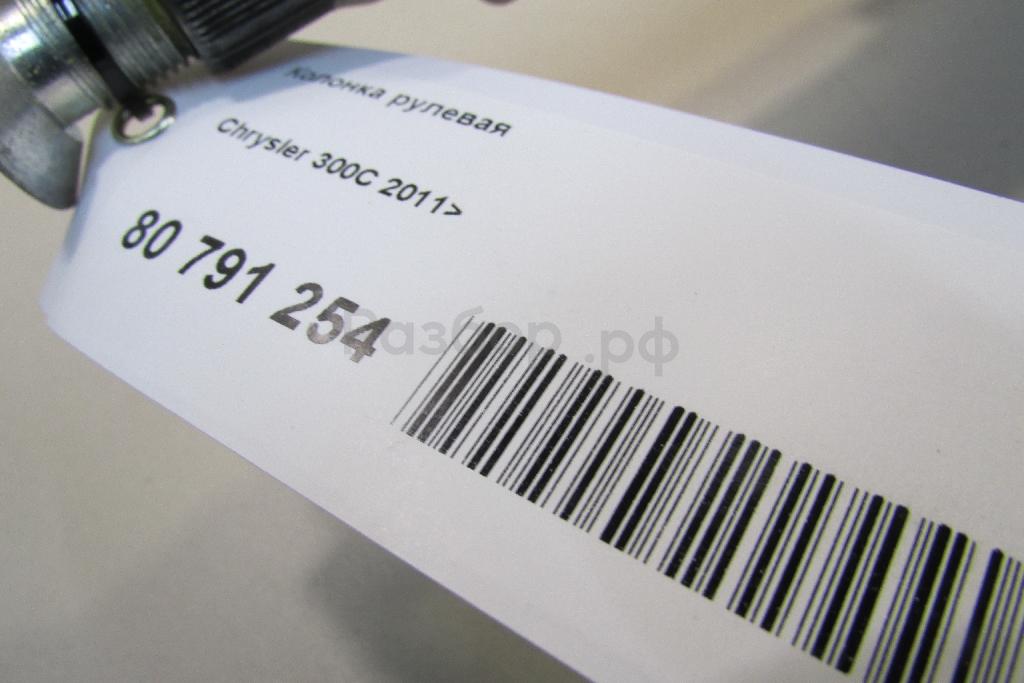 Колонка рулевая
Chrysler 300C 2011>
80 791 254
Разбор.рф